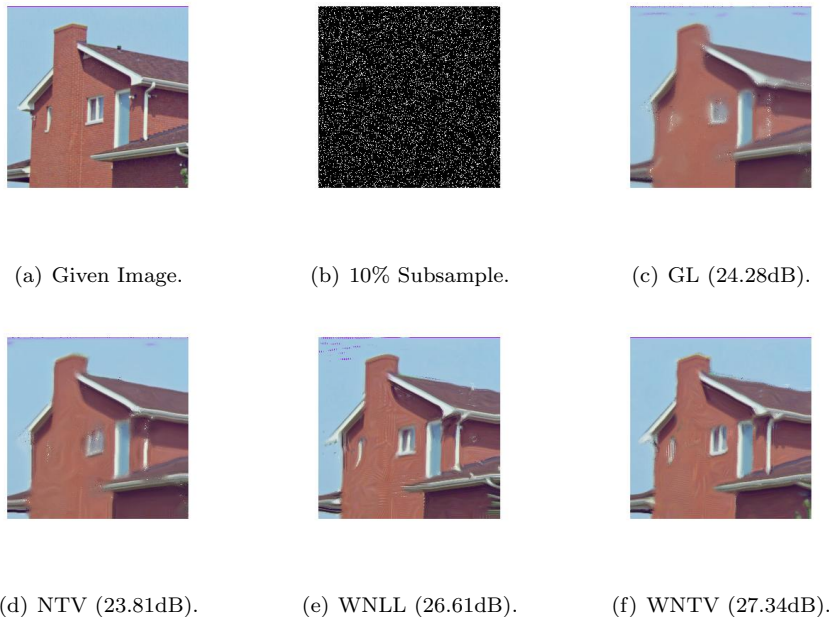 (a) Given Image.
(b) 10% Subsample.
(c) GL (24.28dB).
(d) NTV (23.81dB).
(e) WNLL (26.61dB).
(f) WNTV (27.34dB).